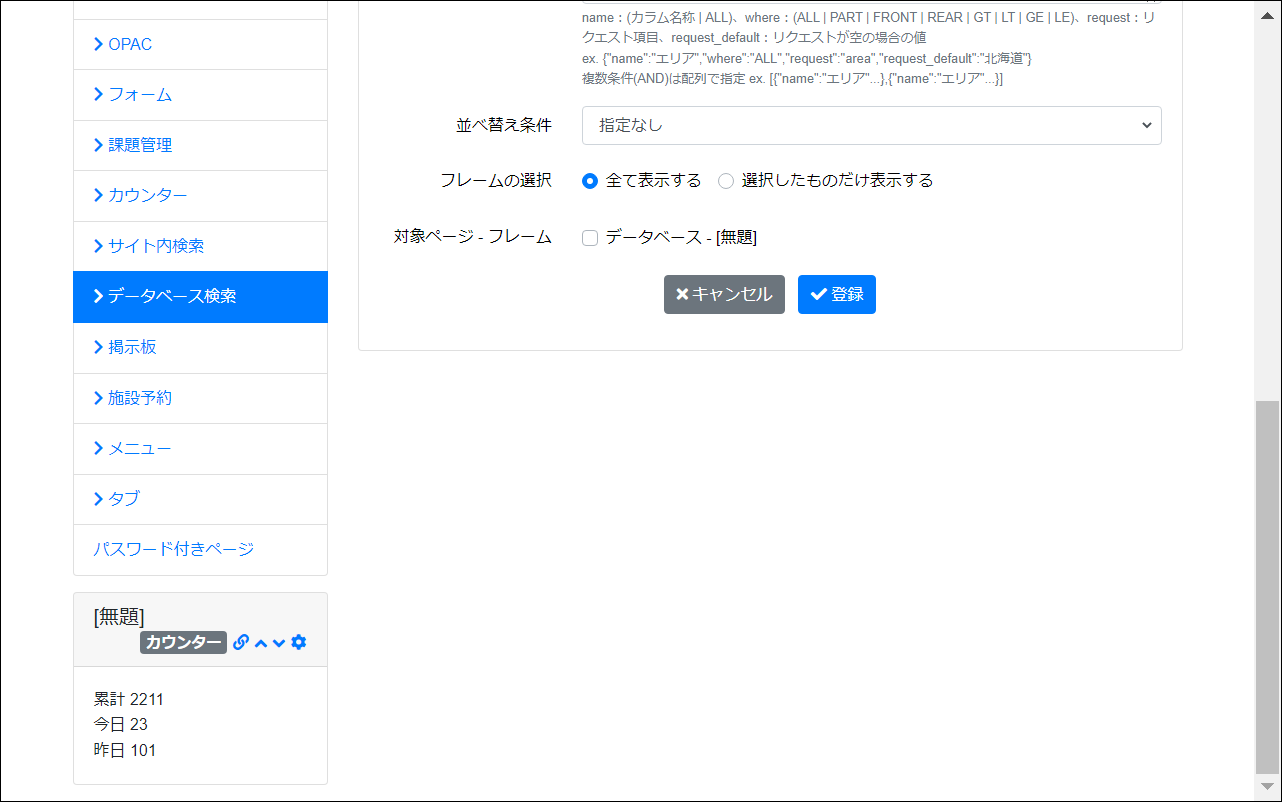 OPAC
フォーム
課題管理
カウンター
サイト内検索
データベース検索
掲示板
施設予約
メニュー
タブ
パスワード付きページ
[無題]
カウンター
累計 2211
今日 23
昨日 101
name：(カラム名称 | ALL)、where：(ALL | PART | FRONT | REAR | GT | LT | GE | LE)、request：リ
クエスト項目、request_default：リクエストが空の場合の値
ex. {"name":"エリア","where":"ALL","request":"area","request_default":"北海道"}
複数条件(AND)は配列で指定 ex. [{"name":"エリア"...},{"name":"エリア"...}]
並べ替え条件 指定なし
フレームの選択 全て表示する 選択したものだけ表示する
対象ページ - フレーム データベース - [無題]
キャンセル 登録